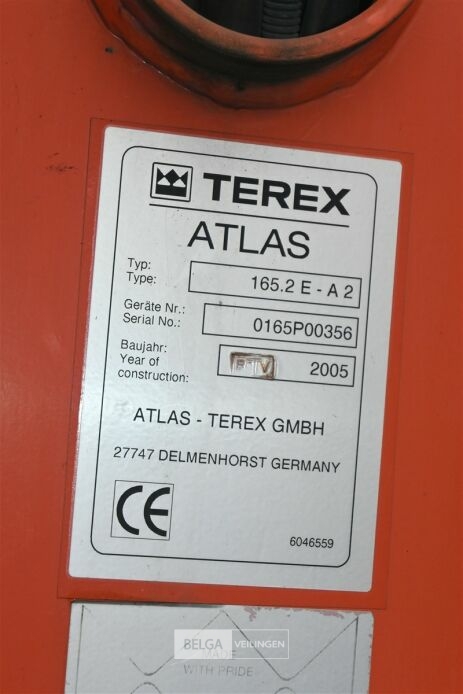 TEREX
ATLAS
Typ:
Type: 165.2 E - A 2
Geräte Nr.:
Serial No.: 0165P00356
Baujahr:
Year of
construction: 2005
ATLAS - TEREX GMBH
27747 DELMENHORST GERMANY
CE
6046559
BELGA VEILINGEN
MADE
WITH PRIDE